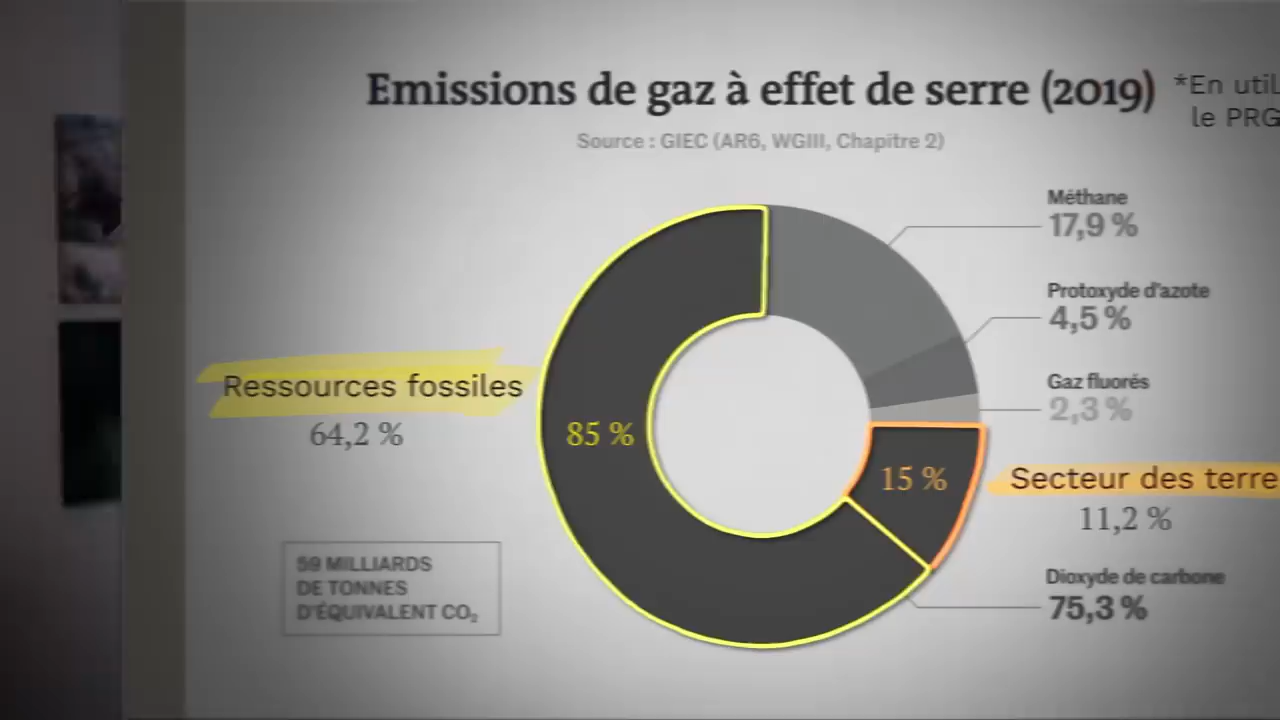 Emissions de gaz à effet de serre (2019)
*En util
le PRG
Source : GIEC (AR6, WGIII, Chapitre 2)
Méthane
17,9 %
Protoxyde d'azote
4,5 %
Gaz fluorés
2,3 %
Ressources fossiles
64,2 %
85 %
15 %
Secteur des terre
11,2 %
59 MILLIARDS
DE TONNES
D'ÉQUIVALENT CO₂
Dioxyde de carbone
75,3 %